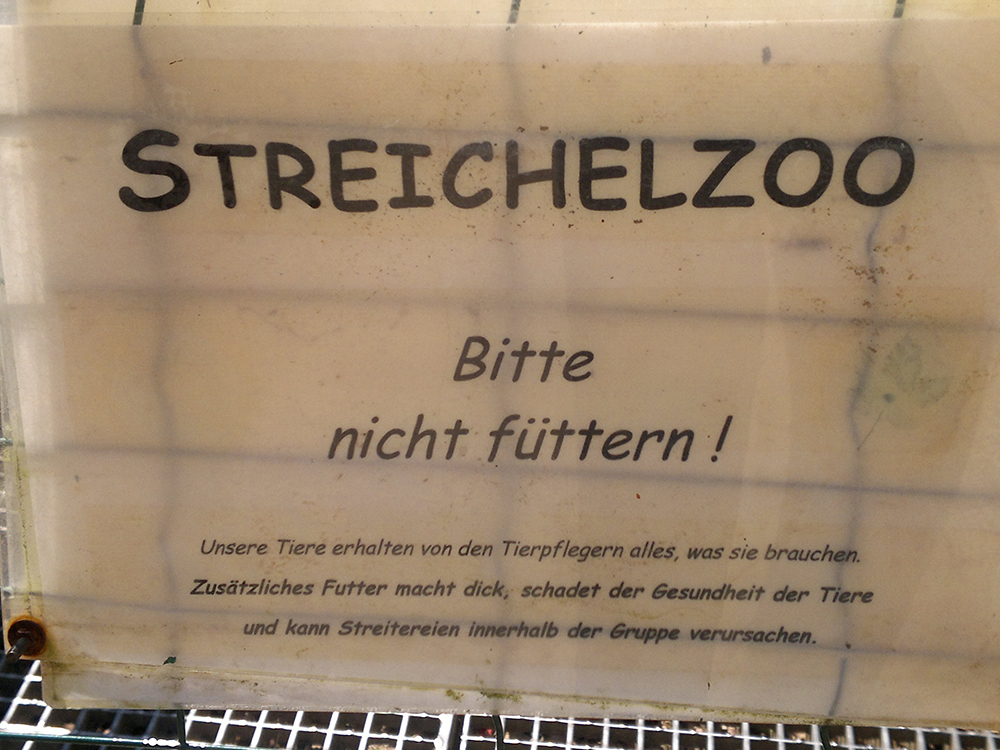 STREICHELZOO
Bitte
nicht füttern !
Unsere Tiere erhalten von den Tierpflegern alles, was sie brauchen.
Zusätzliches Futter macht dick, schadet der Gesundheit der Tiere
und kann Streitereien innerhalb der Gruppe verursachen.